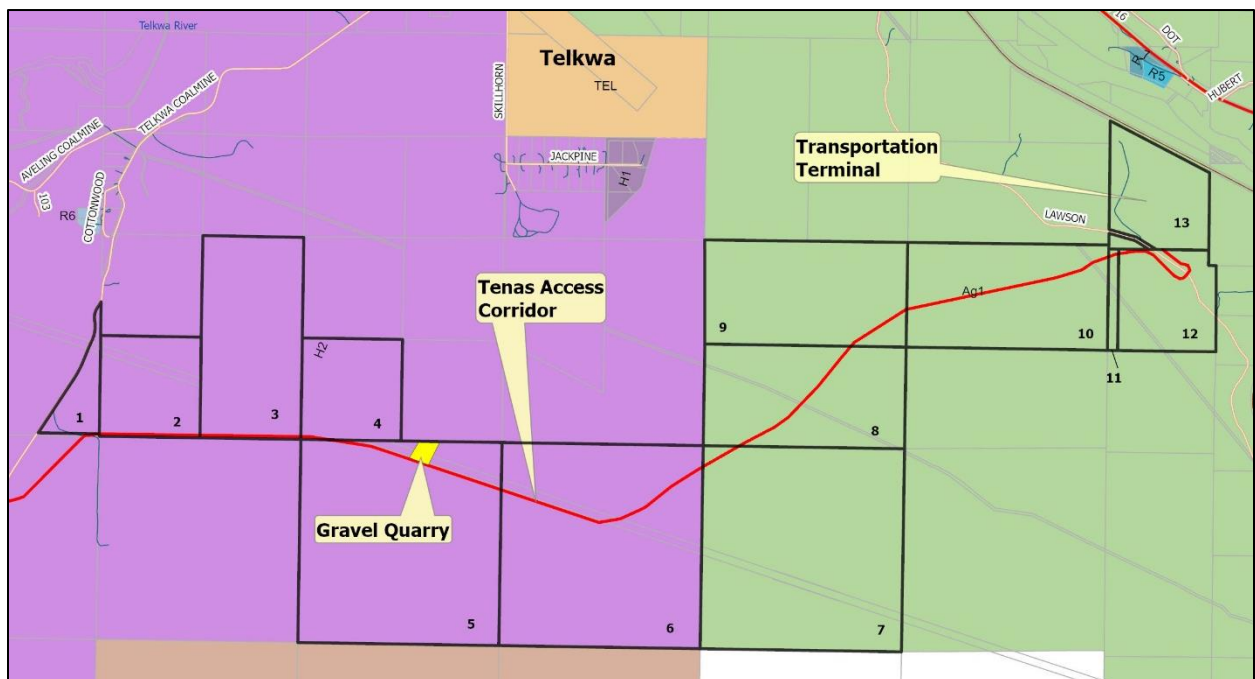 Telkwa River
16
DOT
R5
HUBERT
Telkwa
TEL
SKILLHORN
TELKWA COALMINE
AVELING COALMINE
JACKPINE
H1
Transportation
Terminal
103
R6
COTTONWOOD
LAWSON
13
Tenas Access
Corridor
Ag1
9
10
12
11
H2
1
2
3
4
8
Gravel Quarry
5
6
7